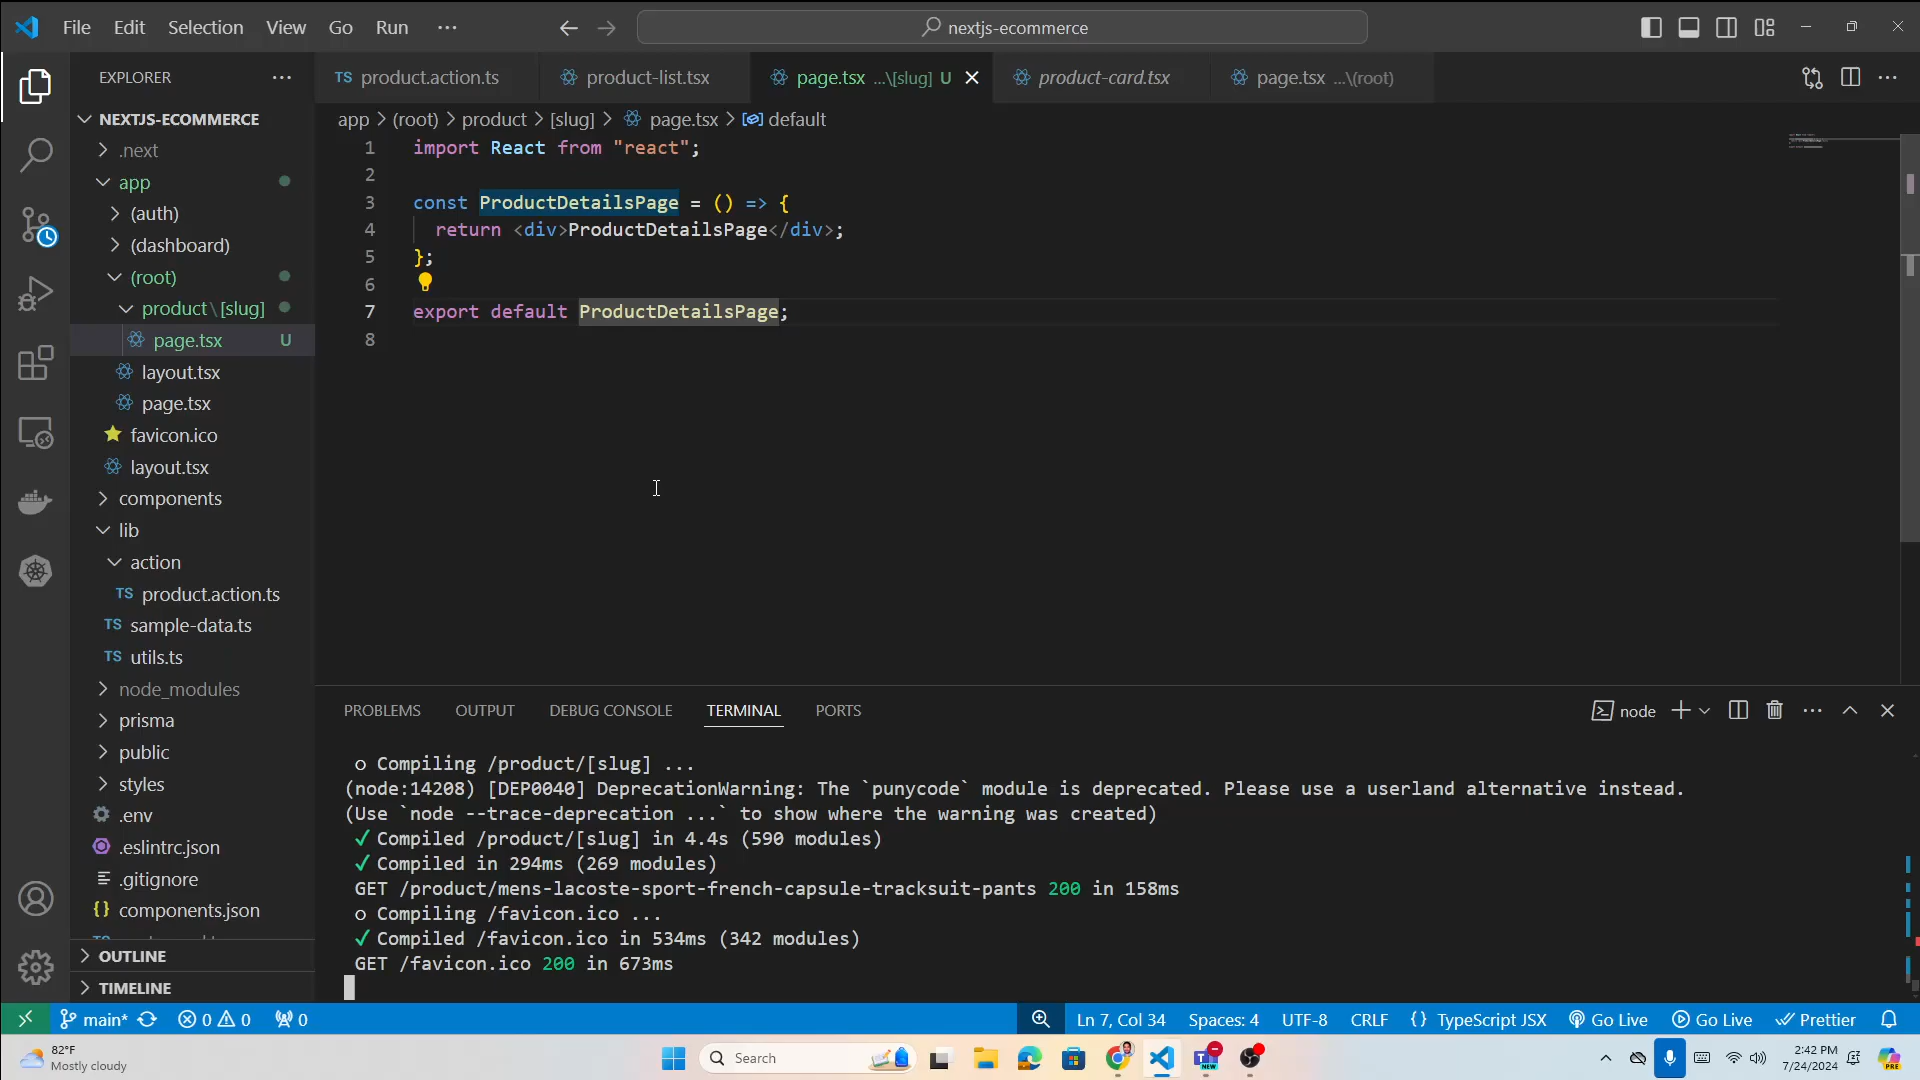 File Edit Selection View Go Run ...
nextjs-ecommerce
EXPLORER
NEXTJS-ECOMMERCE
.next
app
(auth)
(dashboard)
(root)
product\[slug]
page.tsx U
layout.tsx
page.tsx
favicon.ico
layout.tsx
components
lib
action
TS product.action.ts
TS sample-data.ts
TS utils.ts
node_modules
prisma
public
styles
.env
.eslintrc.json
.gitignore
{} components.json
OUTLINE
TIMELINE
TS product.action.ts product-list.tsx page.tsx ...\[slug] U product-card.tsx page.tsx ...\(root)
app > (root) > product > [slug] > page.tsx > default
1 import React from "react";
2
3 const ProductDetailsPage = () => {
4 return <div>ProductDetailsPage</div>;
5 };
6
7 export default ProductDetailsPage;
8
PROBLEMS OUTPUT DEBUG CONSOLE TERMINAL PORTS
node
o Compiling /product/[slug] ...
(node:14208) [DEP0040] DeprecationWarning: The `punycode` module is deprecated. Please use a userland alternative instead.
(Use `node --trace-deprecation ...` to show where the warning was created)
✓ Compiled /product/[slug] in 4.4s (590 modules)
✓ Compiled in 294ms (269 modules)
GET /product/mens-lacoste-sport-french-capsule-tracksuit-pants 200 in 158ms
o Compiling /favicon.ico ...
✓ Compiled /favicon.ico in 534ms (342 modules)
GET /favicon.ico 200 in 673ms
main* 0 0 0 Ln 7, Col 34 Spaces: 4 UTF-8 CRLF {} TypeScript JSX Go Live Go Live Prettier
82°F
Mostly cloudy
Search
NEW
2:42 PM
7/24/2024
PRE